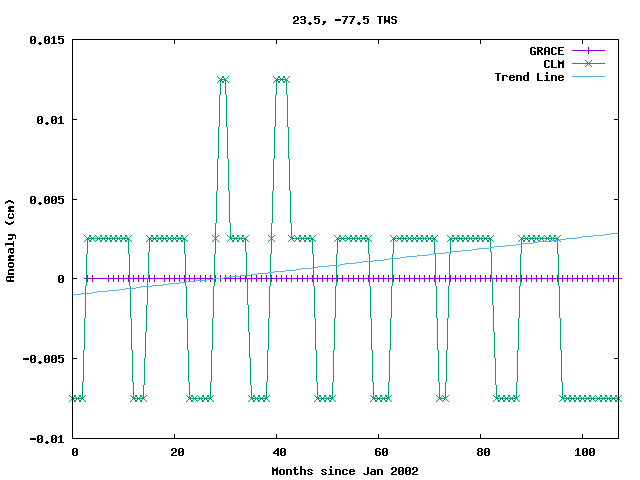 23.5, -77.5 TWS
0.015
0.01
0.005
0
-0.005
-0.01
Anomaly (cm)
GRACE
CLM
Trend Line
0 20 40 60 80 100
Months since Jan 2002